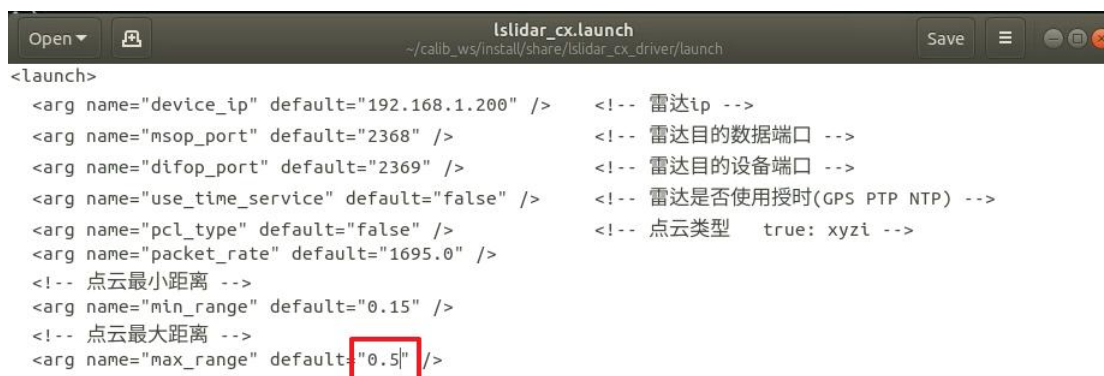 Open
lslidar_cx.launch
~/calib_ws/install/share/lslidar_cx_driver/launch
Save
<launch>
<arg name="device_ip" default="192.168.1.200" /> <!-- 雷达ip -->
<arg name="msop_port" default="2368" /> <!-- 雷达目的数据端口 -->
<arg name="difop_port" default="2369" /> <!-- 雷达目的设备端口 -->
<arg name="use_time_service" default="false" /> <!-- 雷达是否使用授时(GPS PTP NTP) -->
<arg name="pcl_type" default="false" /> <!-- 点云类型 true: xyzi -->
<arg name="packet_rate" default="1695.0" />
<!-- 点云最小距离 -->
<arg name="min_range" default="0.15" />
<!-- 点云最大距离 -->
<arg name="max_range" default="0.5" />